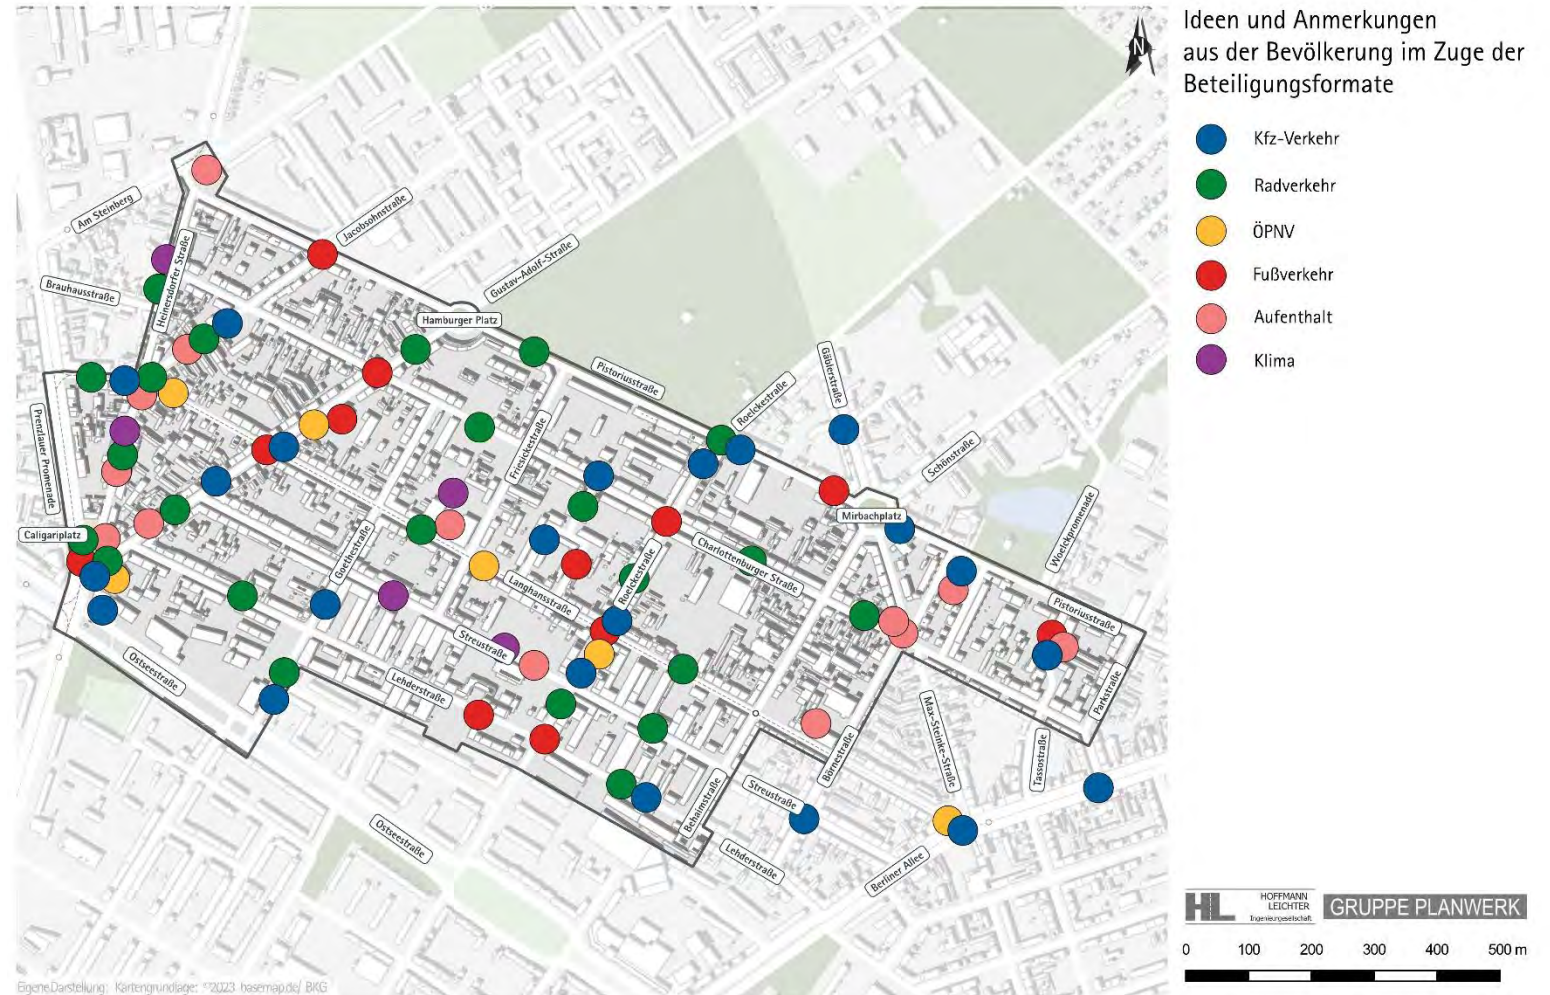 Ideen und Anmerkungen
aus der Bevölkerung im Zuge der
Beteiligungsformate
Kfz-Verkehr
Radverkehr
ÖPNV
Fußverkehr
Aufenthalt
Klima
N
Am Steinberg
Jacobsohnstraße
Gustav-Adolf-Straße
Heinersdorfer Straße
Brauhausstraße
Hamburger Platz
Pistoriusstraße
Gäblerstraße
Roelckestraße
Prenzlauer Promenade
Friesickestraße
Schönstraße
Woelckpromenade
Mirbachplatz
Caligariplatz
Goethestraße
Charlottenburger Straße
Roelckestraße
Langhansstraße
Pistoriusstraße
Streustraße
Ostseestraße
Lehderstraße
Parkstraße
Max-Steinke-Straße
Tassostraße
Börnestraße
Streustraße
Behaimstraße
Ostseestraße
Lehderstraße
Berliner Allee
HL HOFFMANN
LEICHTER
Ingenieurgesellschaft
GRUPPE PLANWERK
0 100 200 300 400 500 m
Eigene Darstellung; Kartengrundlage: ©2023 basemap.de/ BKG